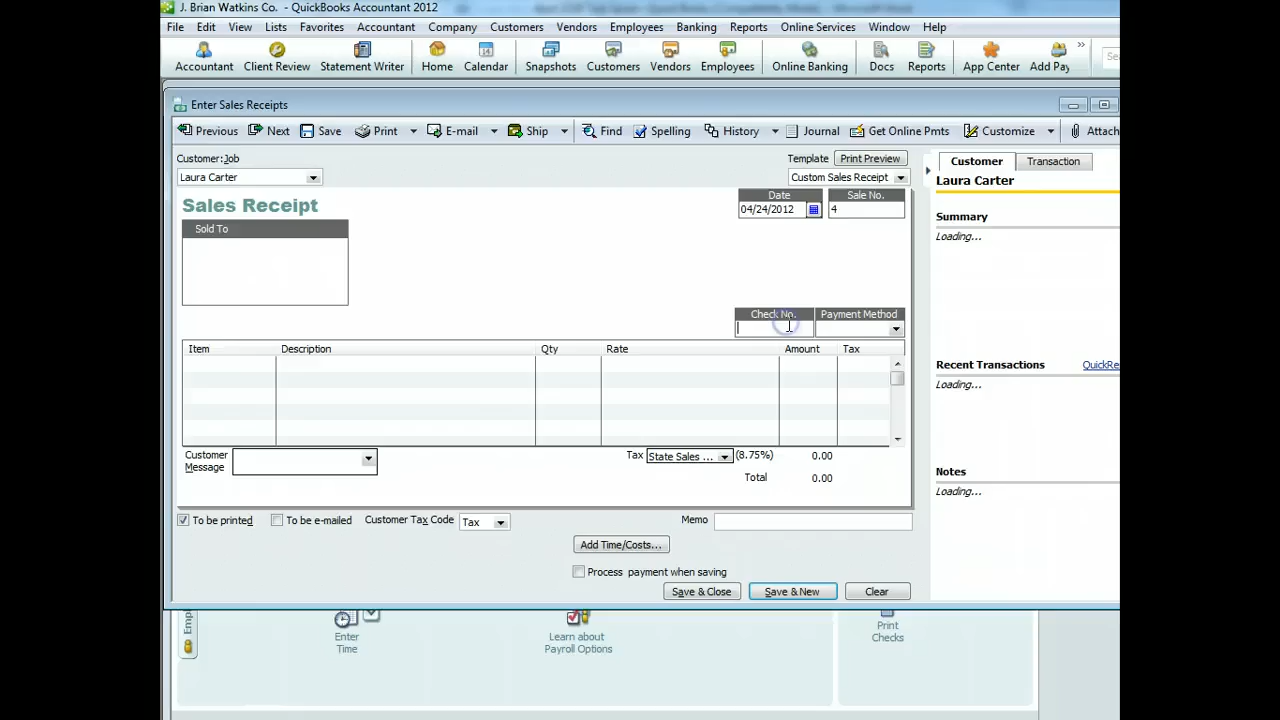 J. Brian Watkins Co. - QuickBooks Accountant 2012
File Edit View Lists Favorites Accountant Company Customers Vendors Employees Banking Reports Online Services Window Help
Accountant Client Review Statement Writer Home Calendar Snapshots Customers Vendors Employees Online Banking Docs Reports App Center Add Pay
Enter Sales Receipts
Previous Next Save Print E-mail Ship Find Spelling History Journal Get Online Pmts Customize Attach
Customer:Job Template Print Preview
Laura Carter Custom Sales Receipt
Customer Transaction
Laura Carter
Sales Receipt
Date Sale No.
04/24/2012 4
Sold To
Summary
Loading...
Check No. Payment Method
Item Description Qty Rate Amount Tax
Recent Transactions QuickRe
Loading...
Customer Message
Tax State Sales ... (8.75%) 0.00
Total 0.00
Notes
Loading...
To be printed To be e-mailed Customer Tax Code Tax Memo
Add Time/Costs...
Process payment when saving
Save & Close Save & New Clear
Empl
Enter
Time
Learn about
Payroll Options
Print
Checks